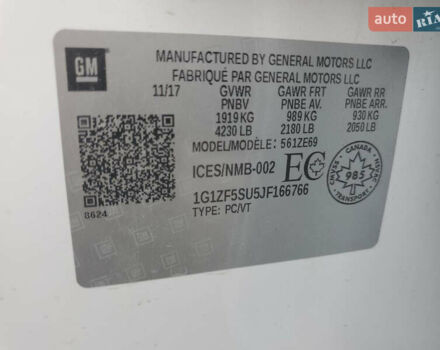 auto RIA
GM
MANUFACTURED BY GENERAL MOTORS LLC
FABRIQUÉ PAR GENERAL MOTORS LLC
11/17 GVWR GAWR FRT GAWR RR
PNBV PNBE AV. PNBE ARR.
1919 KG 989 KG 930 KG
4230 LB 2180 LB 2050 LB
MODEL/MODÈLE: 561ZE69
ICES/NMB-002 EC
CANADA
985
TRANSPORT
1G1ZF5SU5JF166766
TYPE: PC/VT
8624